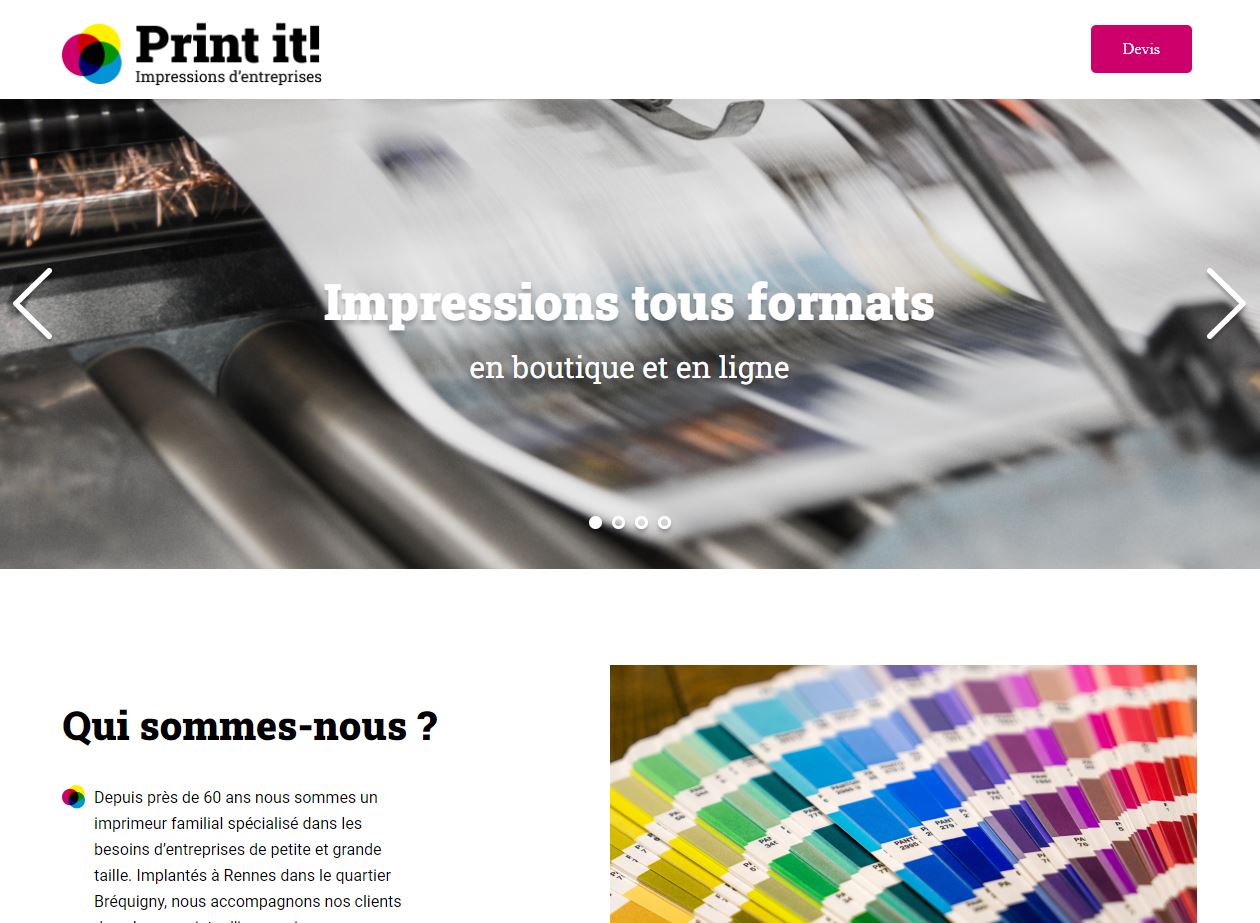 Print it!
Impressions d'entreprises
Devis
Impressions tous formats
en boutique et en ligne
Qui sommes-nous ?
Depuis près de 60 ans nous sommes un
imprimeur familial spécialisé dans les
besoins d'entreprises de petite et grande
taille. Implantés à Rennes dans le quartier
Bréquigny, nous accompagnons nos clients